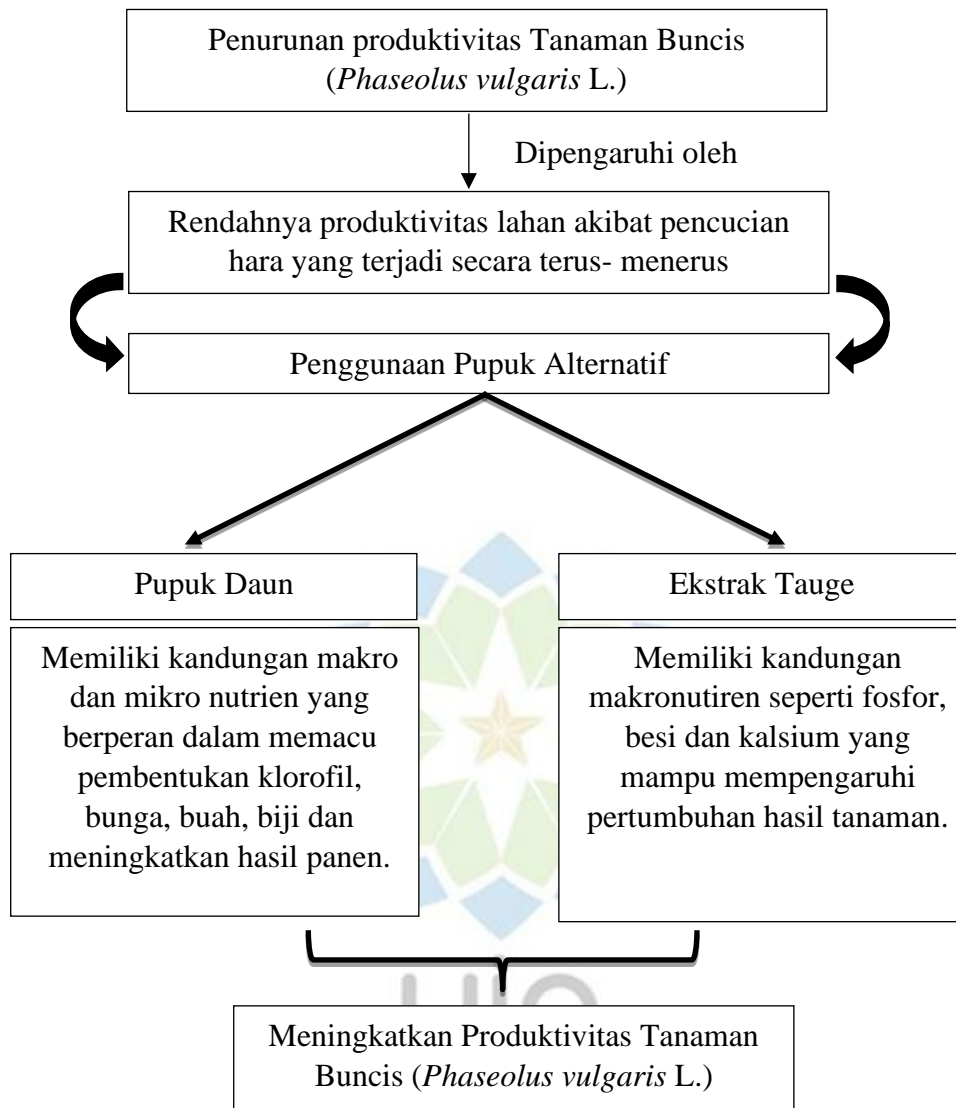 Penurunan produktivitas Tanaman Buncis
(Phaseolus vulgaris L.)
Dipengaruhi oleh
Rendahnya produktivitas lahan akibat pencucian
hara yang terjadi secara terus- menerus
Penggunaan Pupuk Alternatif
Pupuk Daun
Memiliki kandungan makro
dan mikro nutrien yang
berperan dalam memacu
pembentukan klorofil,
bunga, buah, biji dan
meningkatkan hasil panen.
Ekstrak Tauge
Memiliki kandungan
makronutiren seperti fosfor,
besi dan kalsium yang
mampu mempengaruhi
pertumbuhan hasil tanaman.
Meningkatkan Produktivitas Tanaman
Buncis (Phaseolus vulgaris L.)